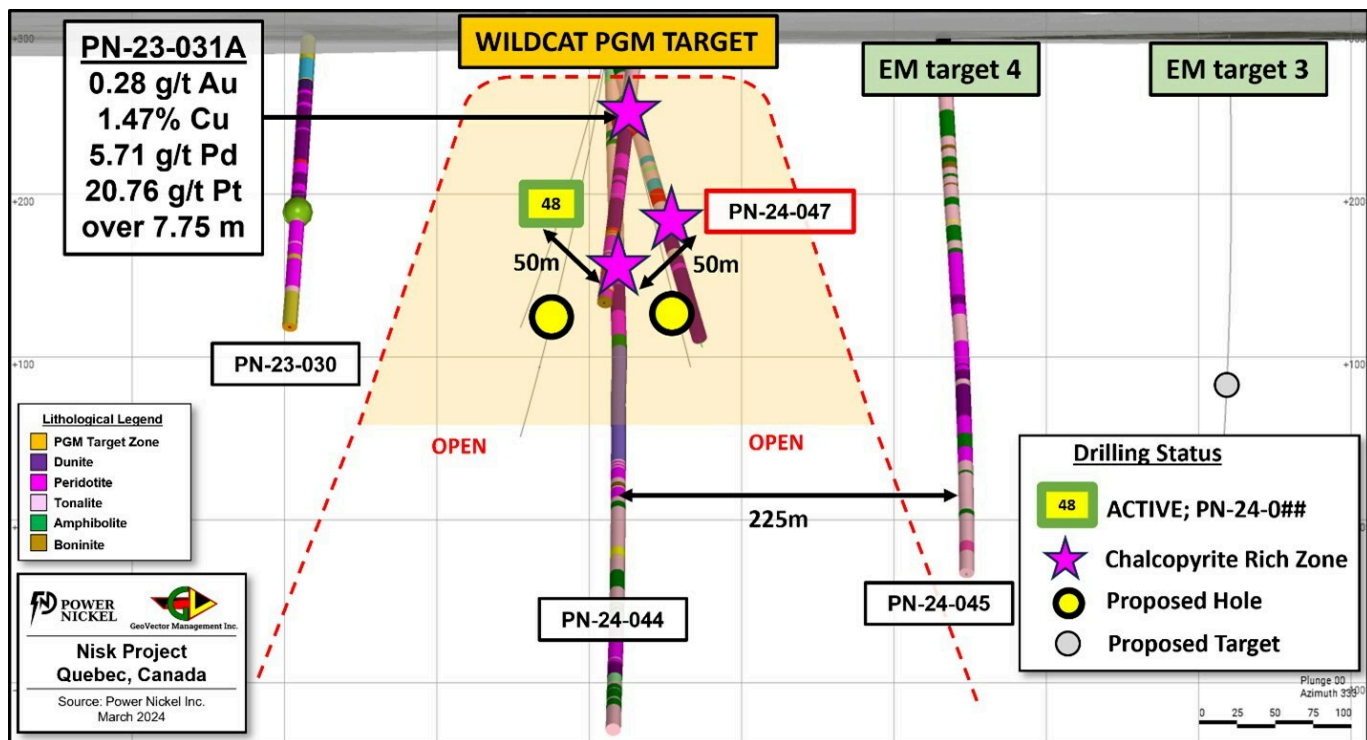 PN-23-031A
0.28 g/t Au
1.47% Cu
5.71 g/t Pd
20.76 g/t Pt
over 7.75 m
WILDCAT PGM TARGET
EM target 4
EM target 3
+300
+200
+200
+100
+100
48
PN-24-047
50m
50m
PN-23-030
OPEN
OPEN
225m
PN-24-044
PN-24-045
Lithological Legend
PGM Target Zone
Dunite
Peridotite
Tonalite
Amphibolite
Boninite
POWER
NICKEL
GeoVector Management Inc.
Nisk Project
Quebec, Canada
Source: Power Nickel Inc.
March 2024
Drilling Status
48 ACTIVE; PN-24-0##
Chalcopyrite Rich Zone
Proposed Hole
Proposed Target
Plunge 00
Azimuth 333
0 25 50 75 100